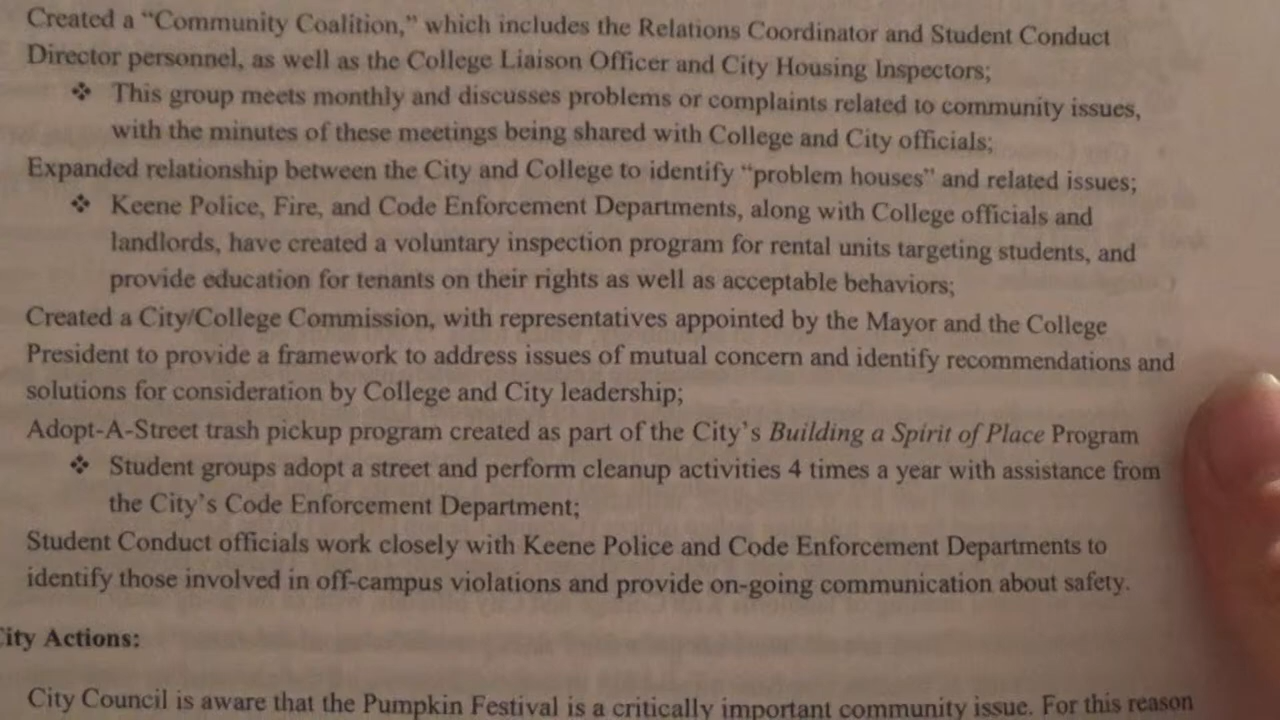 Created a “Community Coalition,” which includes the Relations Coordinator and Student Conduct
Director personnel, as well as the College Liaison Officer and City Housing Inspectors;
❖ This group meets monthly and discusses problems or complaints related to community issues,
with the minutes of these meetings being shared with College and City officials;
Expanded relationship between the City and College to identify “problem houses” and related issues;
❖ Keene Police, Fire, and Code Enforcement Departments, along with College officials and
landlords, have created a voluntary inspection program for rental units targeting students, and
provide education for tenants on their rights as well as acceptable behaviors;
Created a City/College Commission, with representatives appointed by the Mayor and the College
President to provide a framework to address issues of mutual concern and identify recommendations and
solutions for consideration by College and City leadership;
Adopt-A-Street trash pickup program created as part of the City’s Building a Spirit of Place Program
❖ Student groups adopt a street and perform cleanup activities 4 times a year with assistance from
the City’s Code Enforcement Department;
Student Conduct officials work closely with Keene Police and Code Enforcement Departments to
identify those involved in off-campus violations and provide on-going communication about safety.
City Actions:
City Council is aware that the Pumpkin Festival is a critically important community issue. For this reason